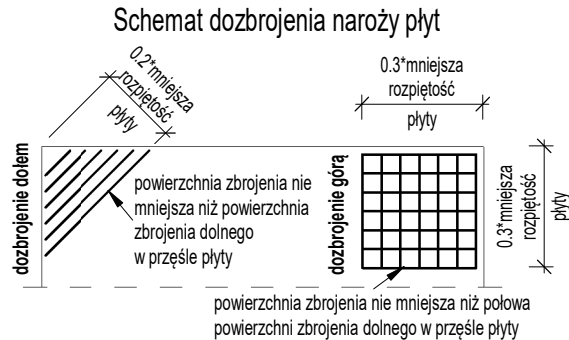 Schemat dozbrojenia naroży płyt
0.2*mniejsza
rozpiętość
płyty
0.3*mniejsza
rozpiętość
płyty
dozbrojenie dołem
powierzchnia zbrojenia nie
mniejsza niż powierzchnia
zbrojenia dolnego
w przęśle płyty
dozbrojenie górą
0.3*mniejsza
rozpiętość
płyty
powierzchnia zbrojenia nie mniejsza niż połowa
powierzchni zbrojenia dolnego w przęśle płyty